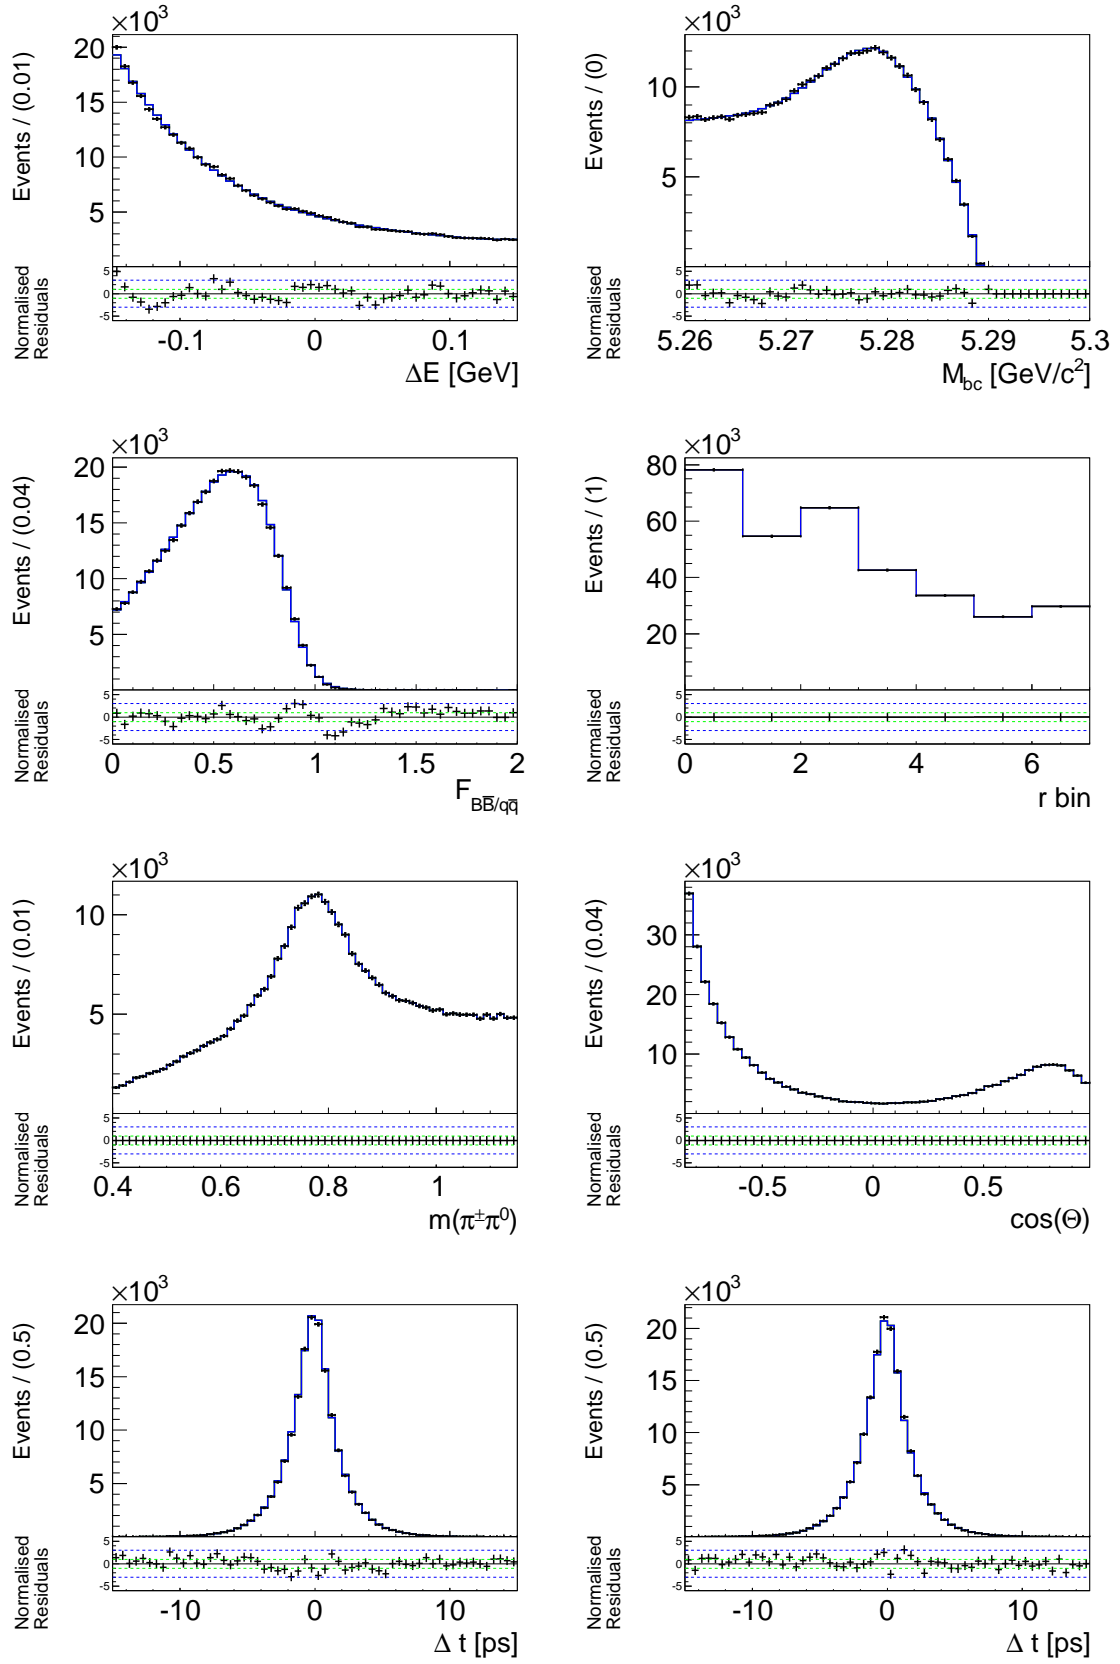 ×10³ ×10³
Events / (0.01) Events / (0)
20 15 10 5
10 5
Normalised Residuals Normalised Residuals
5 0 -5 5 0 -5
-0.1 0 0.1 5.26 5.27 5.28 5.29 5.3
ΔE [GeV] M_bc [GeV/c²]
×10³ ×10³
Events / (0.04) Events / (1)
20 15 10 5
80 60 40 20
Normalised Residuals Normalised Residuals
5 0 -5 5 0 -5
0 0.5 1 1.5 2 0 2 4 6
F_BB̅/qq̅ r bin
×10³ ×10³
Events / (0.01) Events / (0.04)
10 5
30 20 10
Normalised Residuals Normalised Residuals
5 0 -5 5 0 -5
0.4 0.6 0.8 1 -0.5 0 0.5
m(π±π⁰) cos(Θ)
×10³ ×10³
Events / (0.5) Events / (0.5)
20 15 10 5
20 15 10 5
Normalised Residuals Normalised Residuals
5 0 -5 5 0 -5
-10 0 10 -10 0 10
Δ t [ps] Δ t [ps]